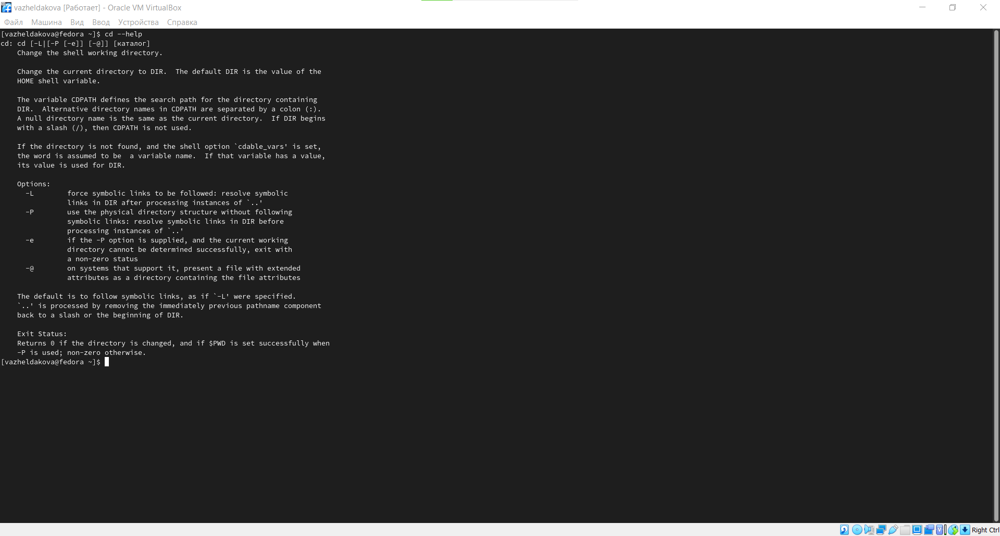 vazheldakova [Работает] - Oracle VM VirtualBox
Файл Машина Вид Ввод Устройства Справка
[vazheldakova@fedora ~]$ cd --help
cd: cd [-L|[-P [-e]] [-@]] [каталог]
    Change the shell working directory.

    Change the current directory to DIR.  The default DIR is the value of the
    HOME shell variable.

    The variable CDPATH defines the search path for the directory containing
    DIR.  Alternative directory names in CDPATH are separated by a colon (:).
    A null directory name is the same as the current directory.  If DIR begins
    with a slash (/), then CDPATH is not used.

    If the directory is not found, and the shell option `cdable_vars' is set,
    the word is assumed to be  a variable name.  If that variable has a value,
    its value is used for DIR.

    Options:
      -L        force symbolic links to be followed: resolve symbolic
                links in DIR after processing instances of `..'
      -P        use the physical directory structure without following
                symbolic links: resolve symbolic links in DIR before
                processing instances of `..'
      -e        if the -P option is supplied, and the current working
                directory cannot be determined successfully, exit with
                a non-zero status
      -@        on systems that support it, present a file with extended
                attributes as a directory containing the file attributes

    The default is to follow symbolic links, as if `-L' were specified.
    `..' is processed by removing the immediately previous pathname component
    back to a slash or the beginning of DIR.

    Exit Status:
    Returns 0 if the directory is changed, and if $PWD is set successfully when
    -P is used; non-zero otherwise.
[vazheldakova@fedora ~]$
Right Ctrl